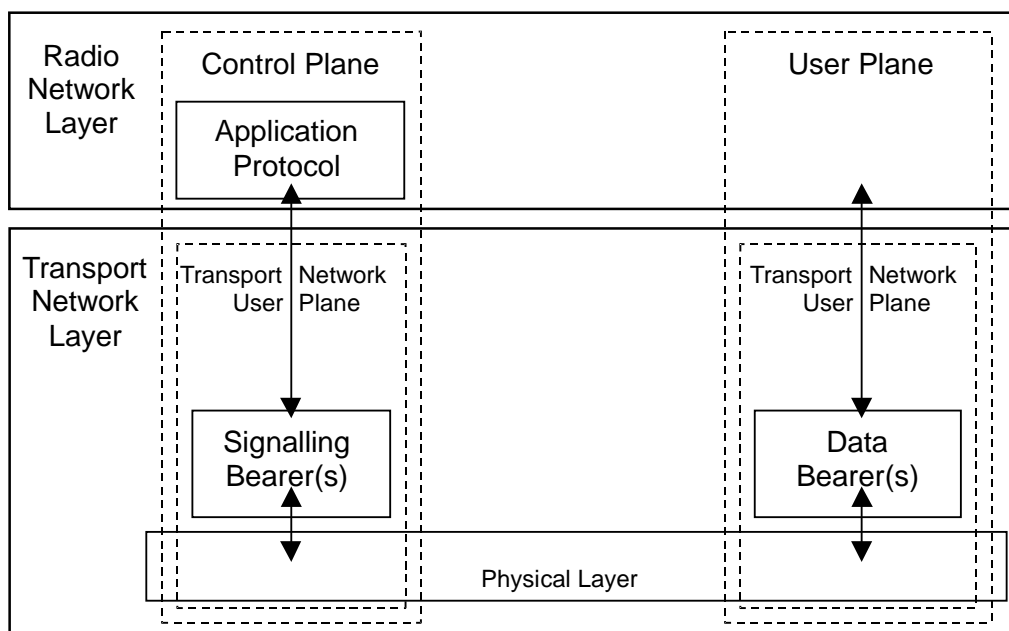 Radio
Network
Layer
Control Plane
User Plane
Application
Protocol
Transport
Network
Layer
Transport Network
User Plane
Transport Network
User Plane
Signalling
Bearer(s)
Data
Bearer(s)
Physical Layer